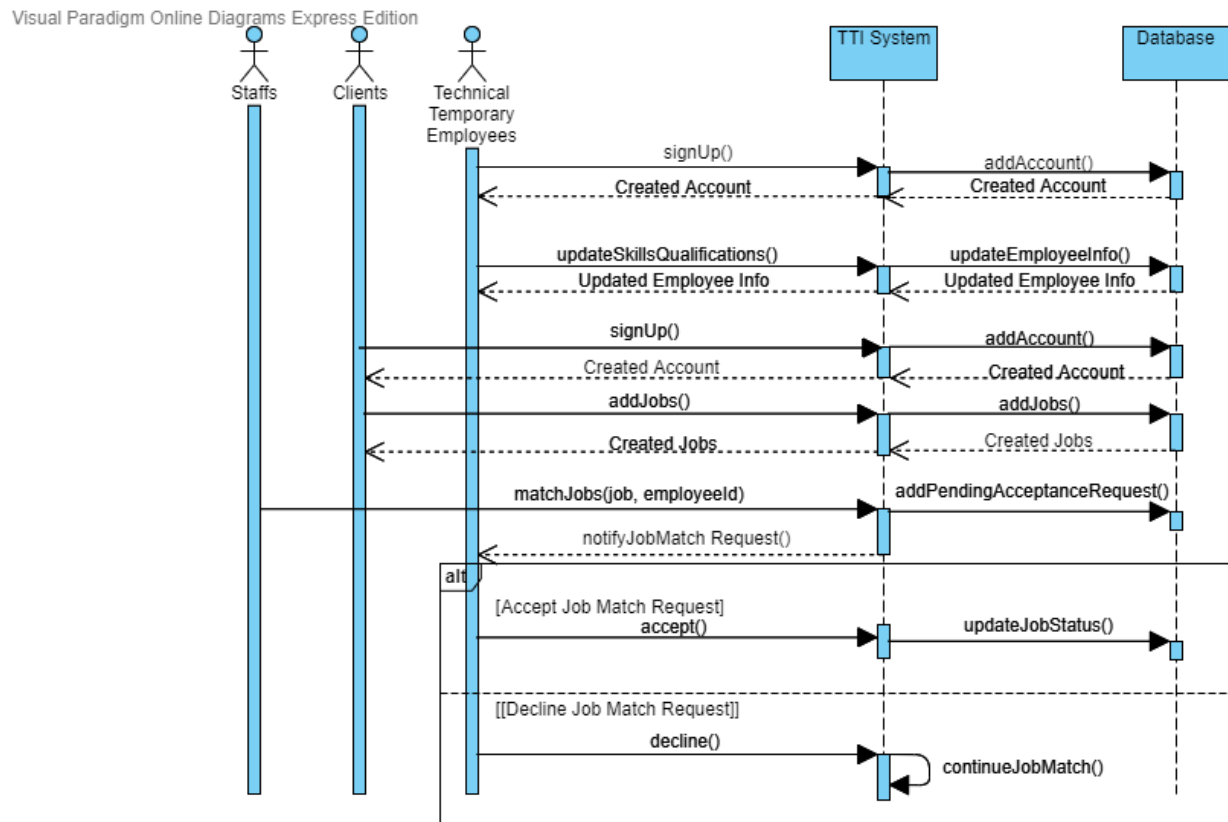 Visual Paradigm Online Diagrams Express Edition
Staffs
Clients
Technical
Temporary
Employees
TTI System
Database
signUp()
addAccount()
Created Account
Created Account
updateSkillsQualifications()
updateEmployeeInfo()
Updated Employee Info
Updated Employee Info
signUp()
addAccount()
Created Account
Created Account
addJobs()
addJobs()
Created Jobs
Created Jobs
matchJobs(job, employeeId)
addPendingAcceptanceRequest()
notifyJobMatch Request()
alt
[Accept Job Match Request]
accept()
updateJobStatus()
[[Decline Job Match Request]]
decline()
continueJobMatch()